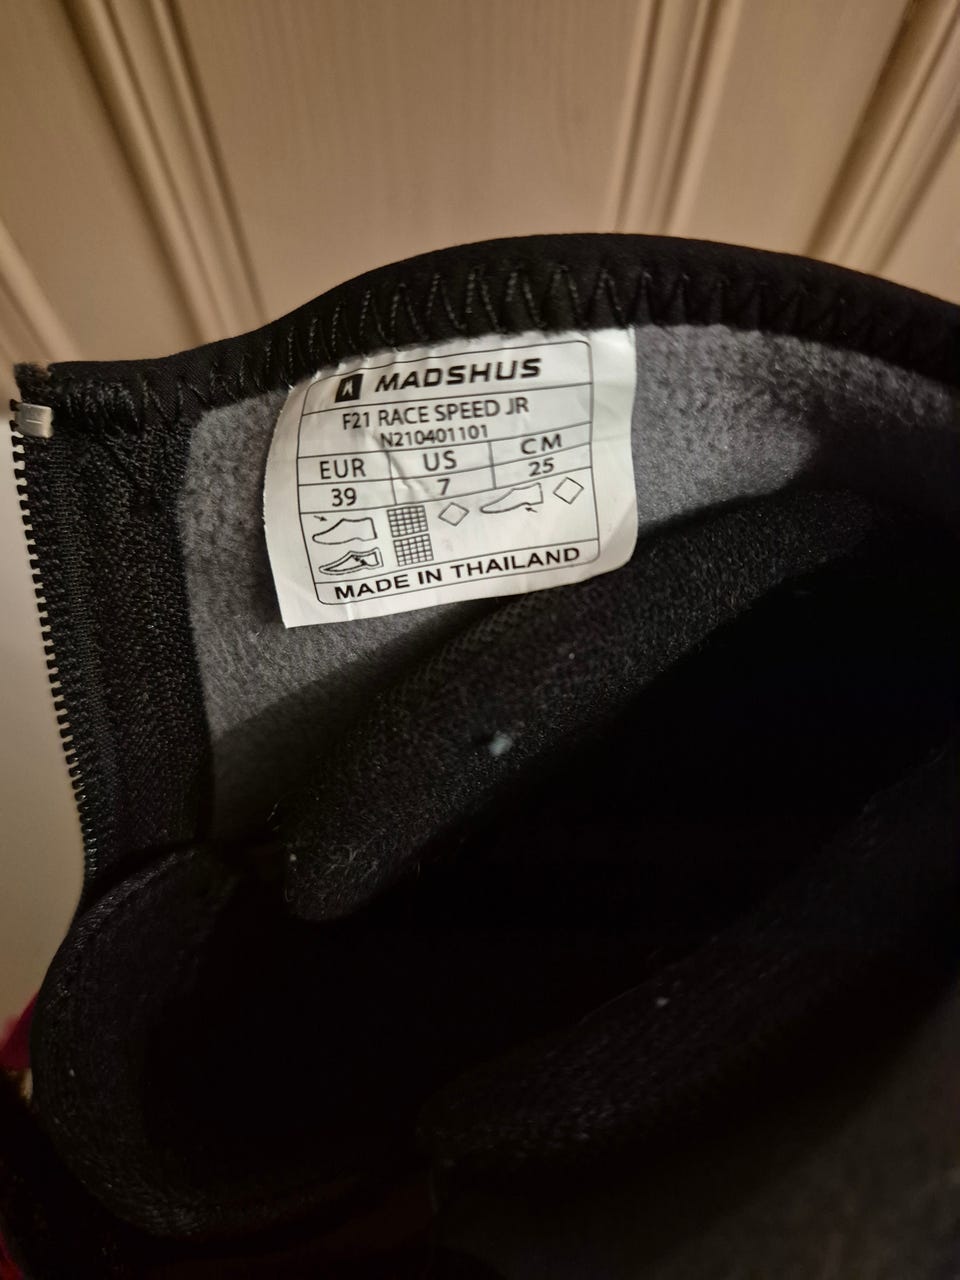 MADSHUS
F21 RACE SPEED JR
N210401101
EUR US CM
39 7 25
MADE IN THAILAND